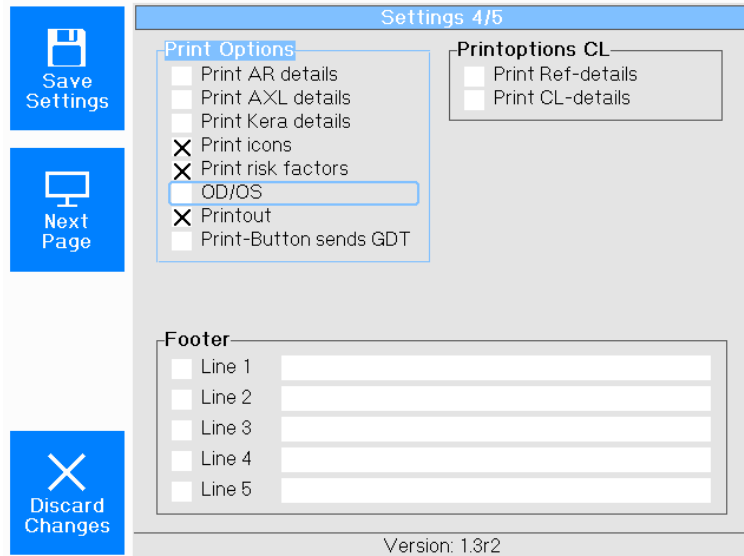 Settings 4/5
Save
Settings
Next
Page
Discard
Changes
Print Options
Print AR details
Print AXL details
Print Kera details
Print icons
Print risk factors
OD/OS
Printout
Print-Button sends GDT
Printoptions CL
Print Ref-details
Print CL-details
Footer
Line 1
Line 2
Line 3
Line 4
Line 5
Version: 1.3r2